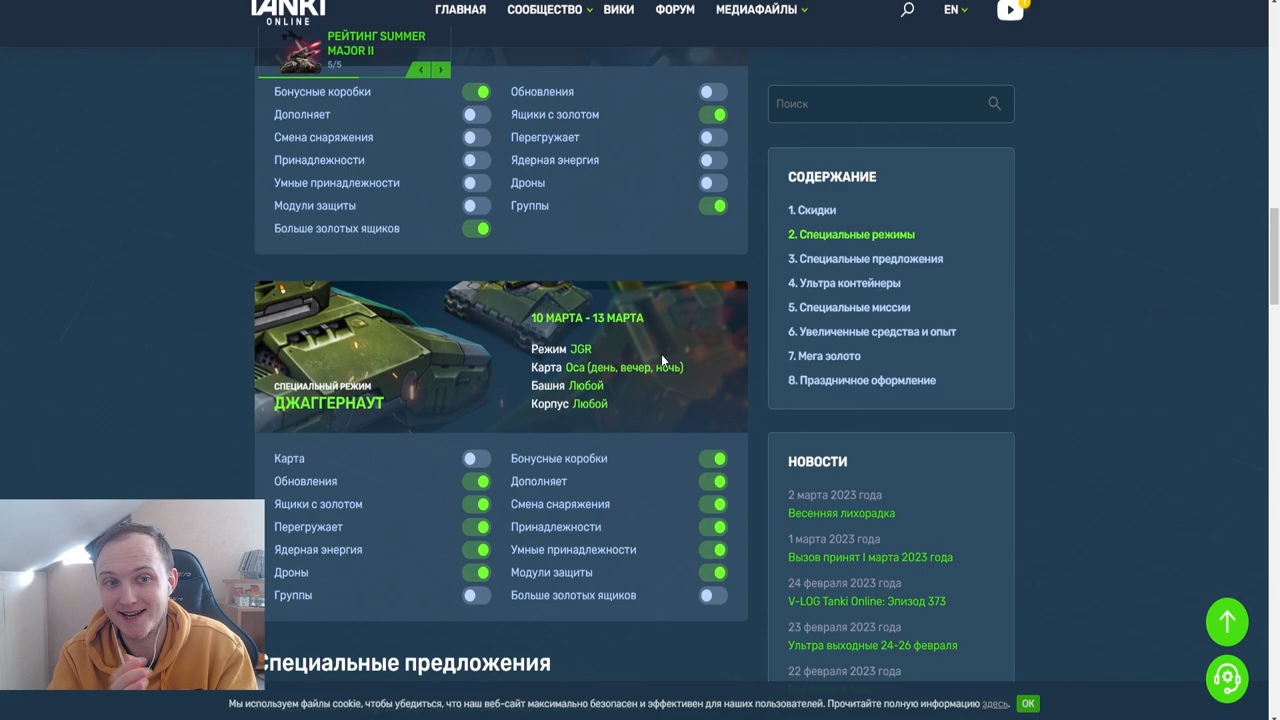 TANKI
ONLINE
ГЛАВНАЯ СООБЩЕСТВО ВИКИ ФОРУМ МЕДИАФАЙЛЫ EN
1
РЕЙТИНГ SUMMER
MAJOR II
5/5
Бонусные коробки
Обновления
Дополняет
Ящики с золотом
Смена снаряжения
Перегружает
Принадлежности
Ядерная энергия
Умные принадлежности
Дроны
Модули защиты
Группы
Больше золотых ящиков
10 МАРТА - 13 МАРТА
Режим JGR
Карта Оса (день, вечер, ночь)
Башня Любой
Корпус Любой
СПЕЦИАЛЬНЫЙ РЕЖИМ
ДЖАГГЕРНАУТ
Карта
Бонусные коробки
Обновления
Дополняет
Ящики с золотом
Смена снаряжения
Перегружает
Принадлежности
Ядерная энергия
Умные принадлежности
Дроны
Модули защиты
Группы
Больше золотых ящиков
Специальные предложения
Поиск
СОДЕРЖАНИЕ
1. Скидки
2. Специальные режимы
3. Специальные предложения
4. Ультра контейнеры
5. Специальные миссии
6. Увеличенные средства и опыт
7. Мега золото
8. Праздничное оформление
НОВОСТИ
2 марта 2023 года
Весенняя лихорадка
1 марта 2023 года
Вызов принят I марта 2023 года
24 февраля 2023 года
V-LOG Tanki Online: Эпизод 373
23 февраля 2023 года
Ультра выходные 24-26 февраля
22 февраля 2023 года
Мы используем файлы cookie, чтобы убедиться, что наш веб-сайт максимально безопасен и эффективен для наших пользователей. Прочитайте полную информацию здесь. OK